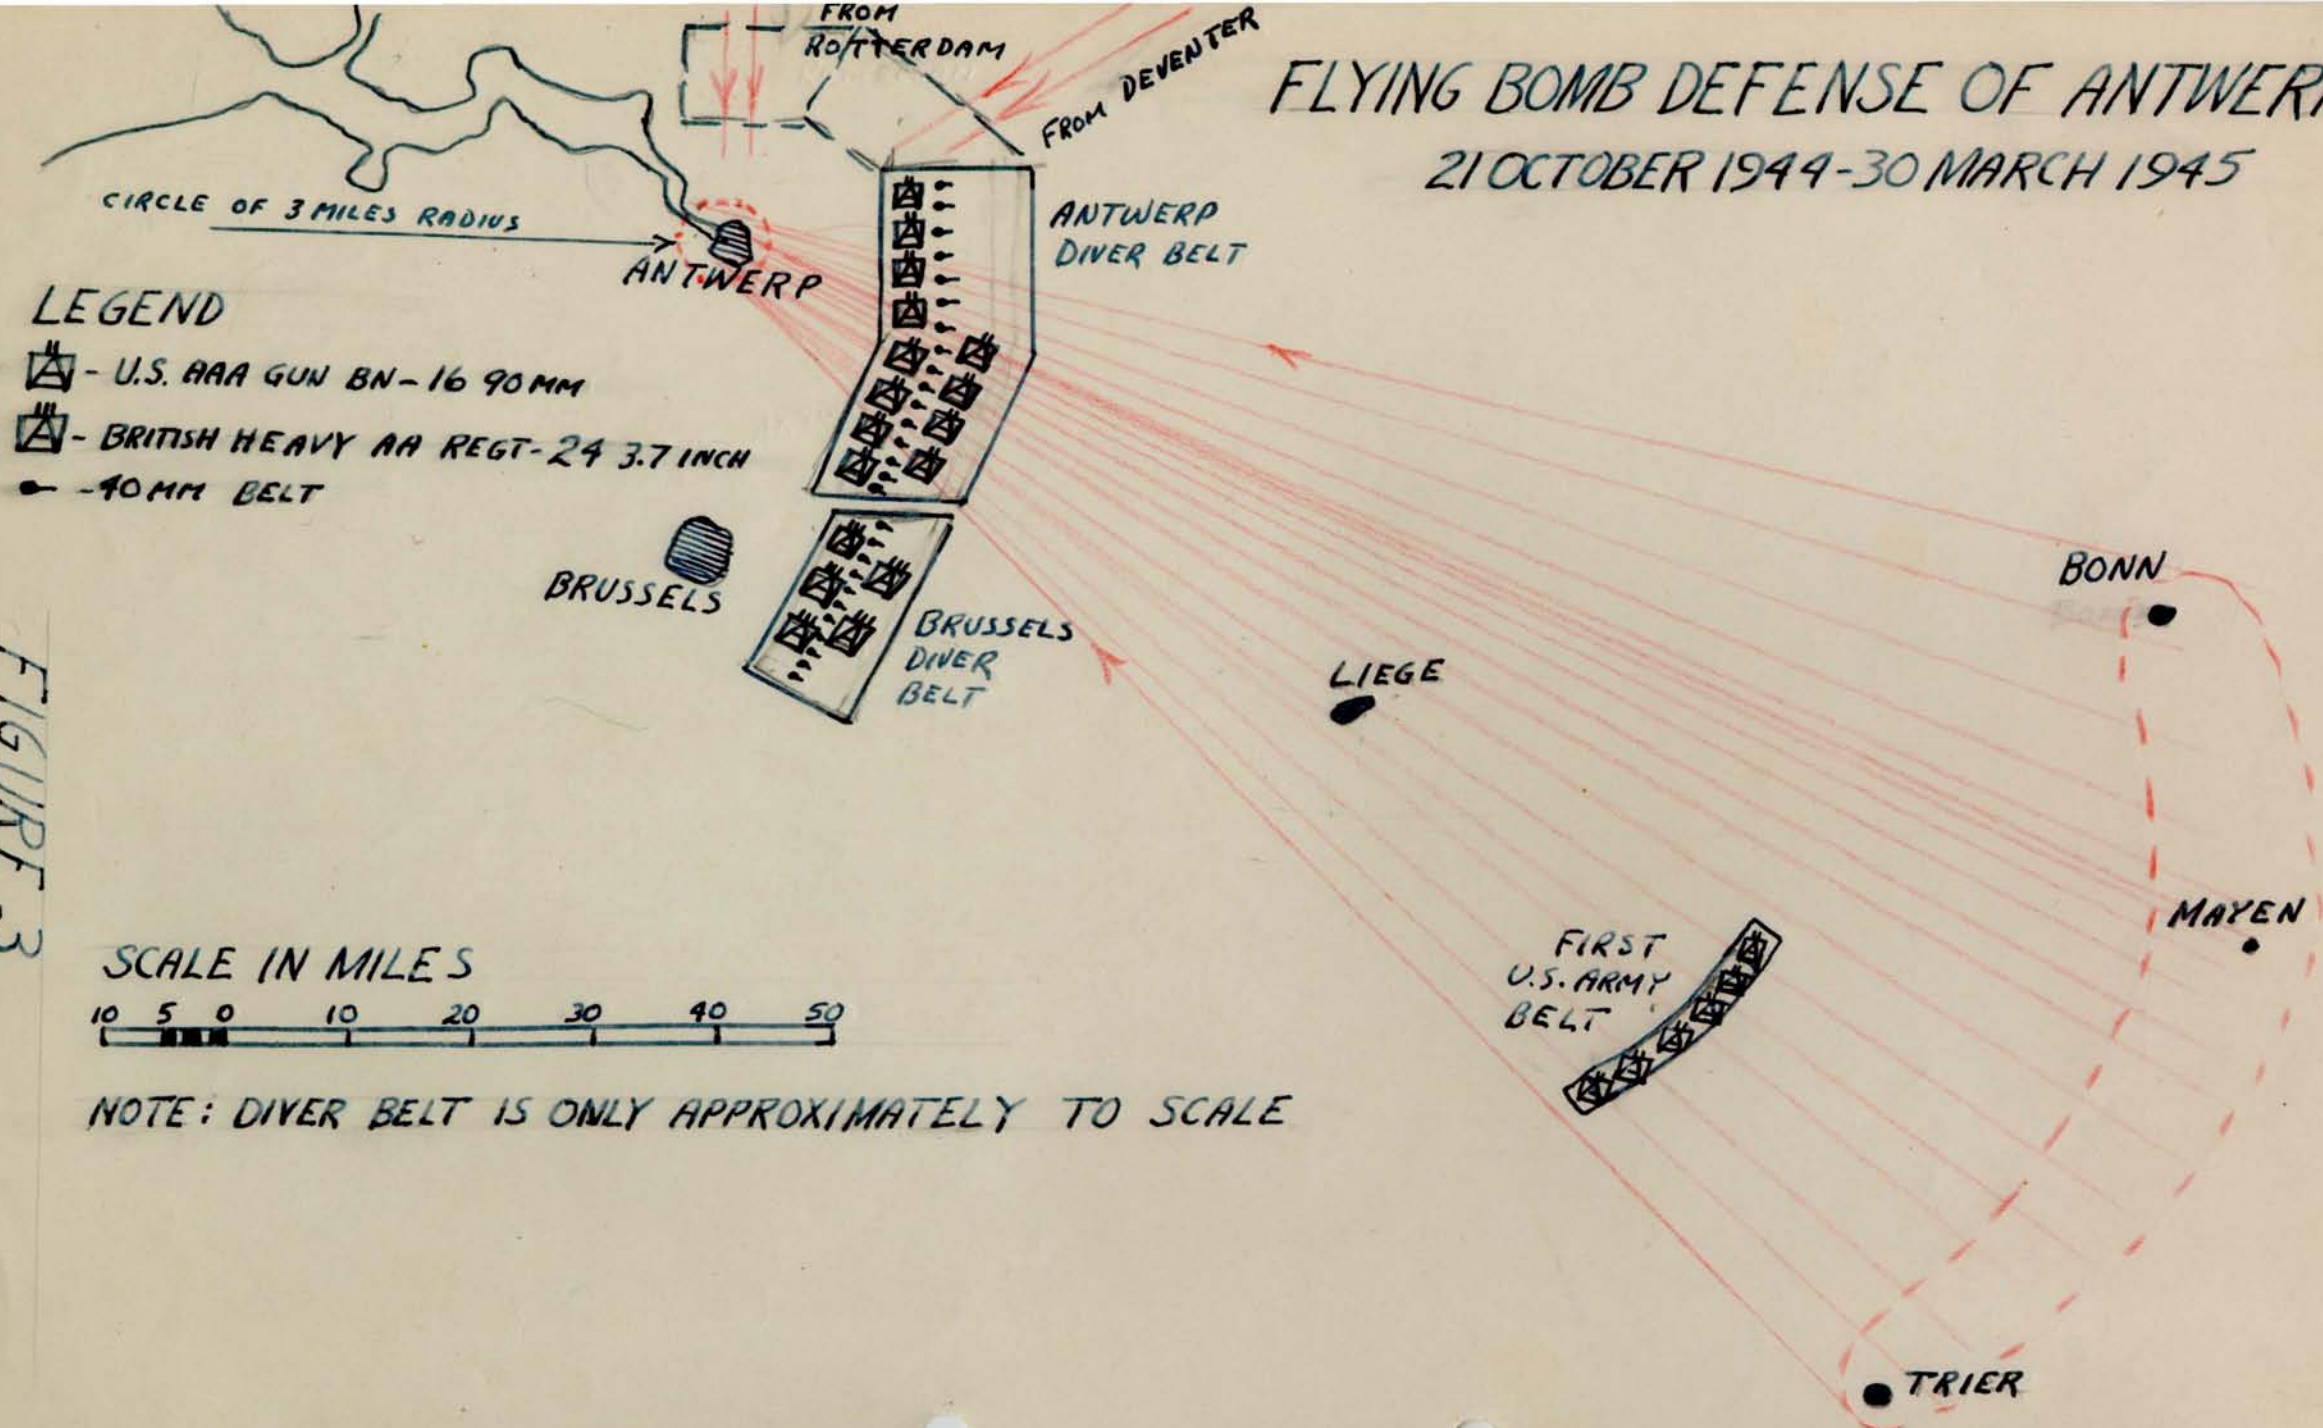 FROM
ROTTERDAM
FROM DEVENTER
FLYING BOMB DEFENSE OF ANTWERP
21 OCTOBER 1944-30 MARCH 1945
CIRCLE OF 3 MILES RADIUS
ANTWERP
ANTWERP
DIVER BELT
LEGEND
- U.S. AAA GUN BN-16 90MM
- BRITISH HEAVY AA REGT-24 3.7 INCH
-40MM BELT
BRUSSELS
BRUSSELS
DIVER
BELT
LIEGE
BONN
MAYEN
FIRST
U.S. ARMY
BELT
TRIER
SCALE IN MILES
10 5 0 10 20 30 40 50
NOTE: DIVER BELT IS ONLY APPROXIMATELY TO SCALE
FIGURE 3